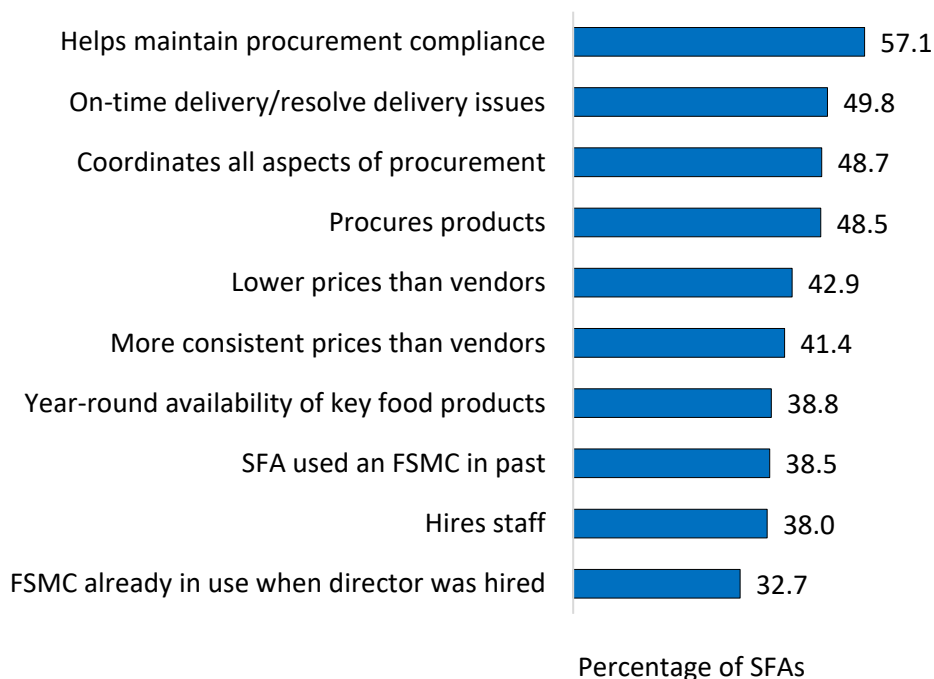 Helps maintain procurement compliance 57.1
On-time delivery/resolve delivery issues 49.8
Coordinates all aspects of procurement 48.7
Procures products 48.5
Lower prices than vendors 42.9
More consistent prices than vendors 41.4
Year-round availability of key food products 38.8
SFA used an FSMC in past 38.5
Hires staff 38.0
FSMC already in use when director was hired 32.7
Percentage of SFAs